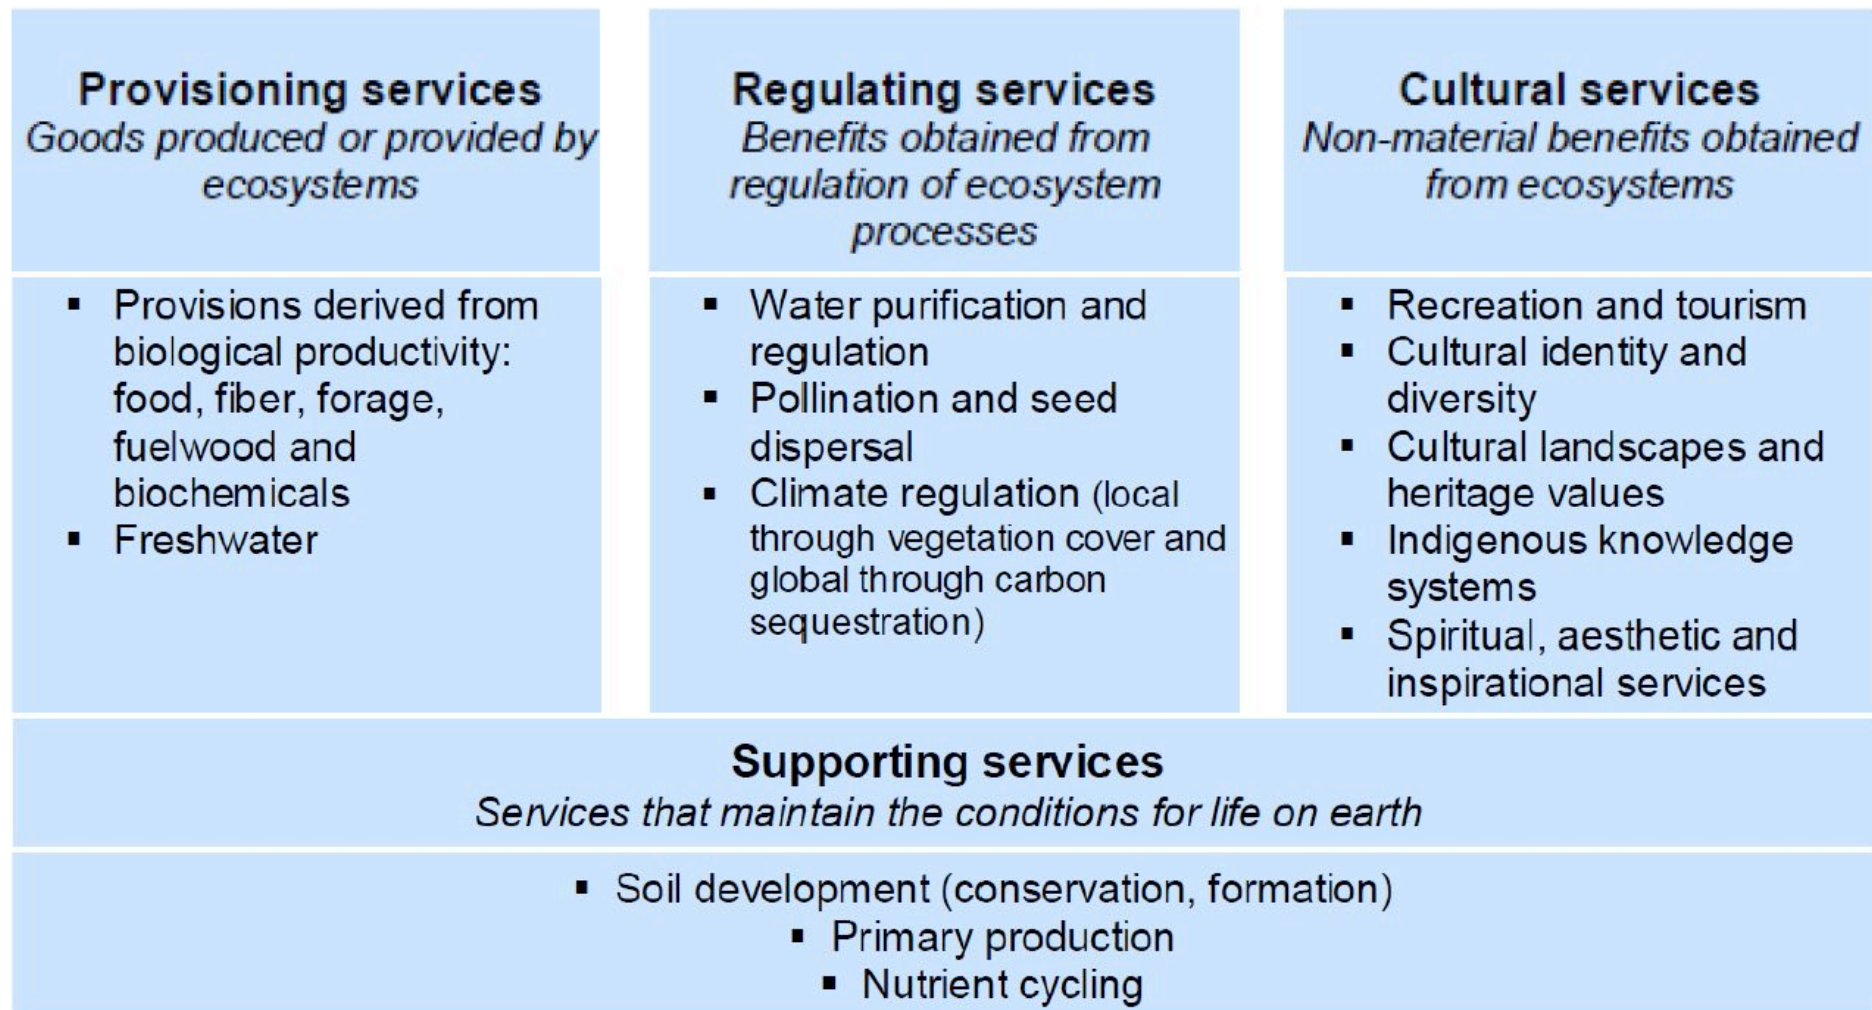 Provisioning services
Goods produced or provided by
ecosystems
▪ Provisions derived from
biological productivity:
food, fiber, forage,
fuelwood and
biochemicals
▪ Freshwater
Regulating services
Benefits obtained from
regulation of ecosystem
processes
▪ Water purification and
regulation
▪ Pollination and seed
dispersal
▪ Climate regulation (local
through vegetation cover and
global through carbon
sequestration)
Cultural services
Non-material benefits obtained
from ecosystems
▪ Recreation and tourism
▪ Cultural identity and
diversity
▪ Cultural landscapes and
heritage values
▪ Indigenous knowledge
systems
▪ Spiritual, aesthetic and
inspirational services
Supporting services
Services that maintain the conditions for life on earth
▪ Soil development (conservation, formation)
▪ Primary production
▪ Nutrient cycling